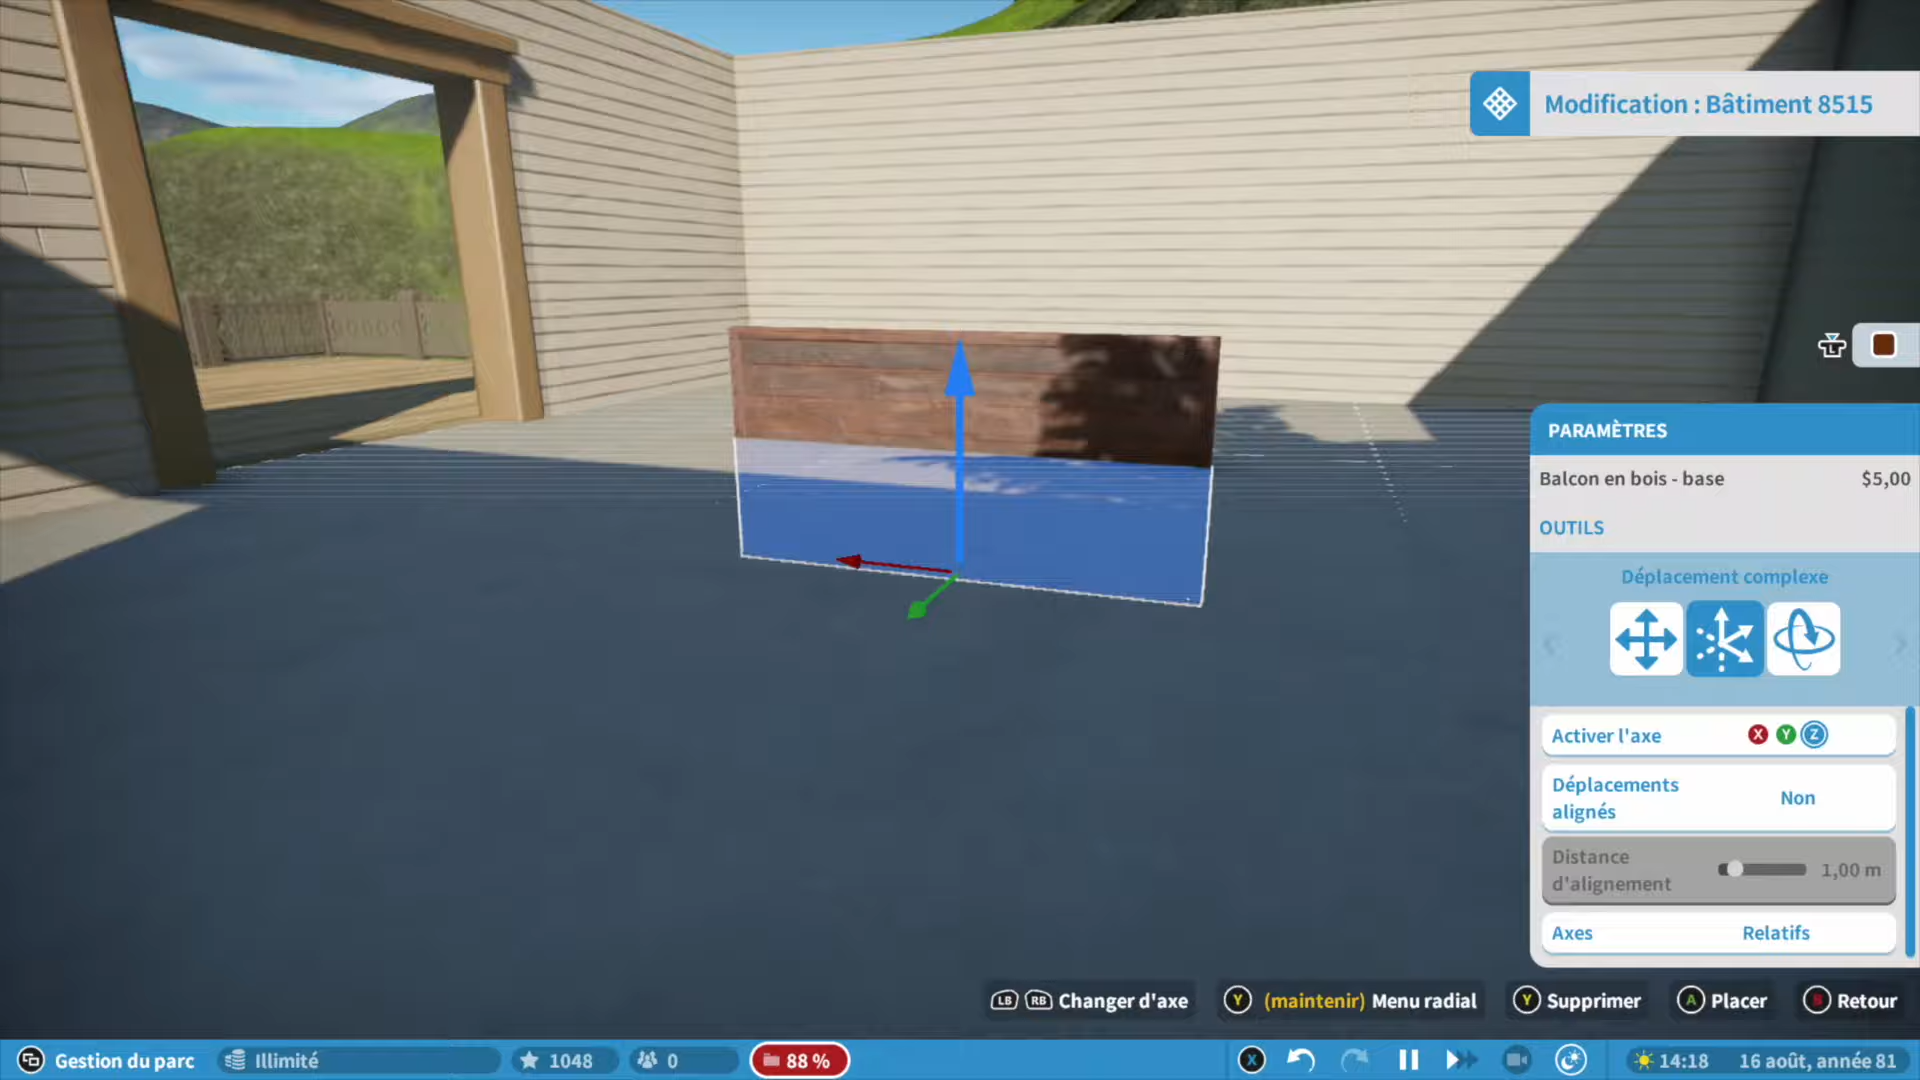 Modification : Bâtiment 8515
L
PARAMÈTRES
Balcon en bois - base $5,00
OUTILS
Déplacement complexe
Activer l'axe X Y Z
Déplacements alignés Non
Distance d'alignement 1,00 m
Axes Relatifs
LB RB Changer d'axe Y (maintenir) Menu radial Y Supprimer A Placer B Retour
Gestion du parc Illimité 1048 0 88 % X 14:18 16 août, année 81